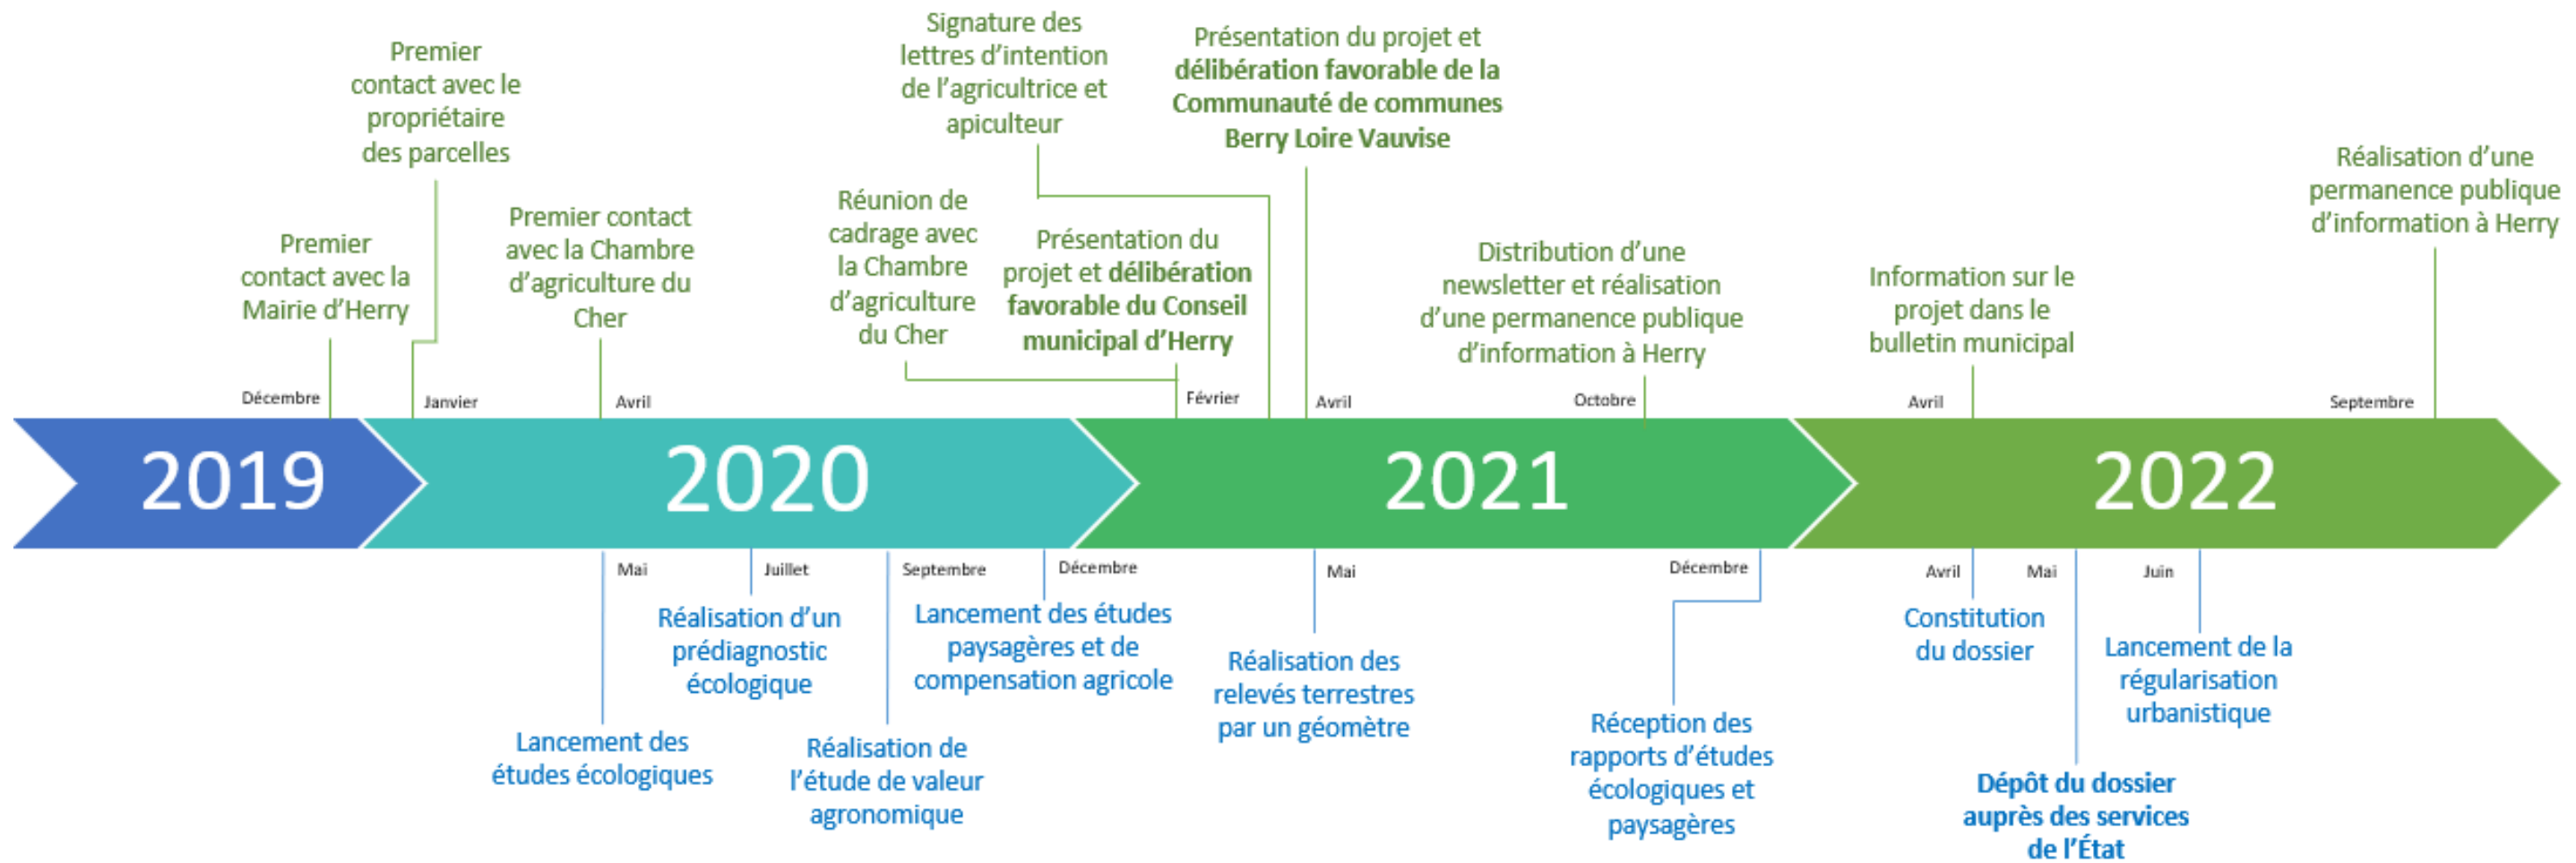 Premier
contact avec la
Mairie d’Herry
Décembre
Premier
contact avec le
propriétaire
des parcelles
Janvier
Premier contact
avec la Chambre
d’agriculture du
Cher
Avril
Réunion de
cadrage avec
la Chambre
d’agriculture
du Cher
Présentation du
projet et délibération
favorable du Conseil
municipal d’Herry
Février
Signature des
lettres d’intention
de l’agricultrice et
apiculteur
Présentation du projet et
délibération favorable de la
Communauté de communes
Berry Loire Vauvise
Avril
Distribution d’une
newsletter et réalisation
d’une permanence publique
d’information à Herry
Octobre
Information sur le
projet dans le
bulletin municipal
Avril
Réalisation d’une
permanence publique
d’information à Herry
Septembre
2019
2020
2021
2022
Mai
Lancement des
études écologiques
Juillet
Réalisation d’un
prédiagnostic
écologique
Septembre
Réalisation de
l’étude de valeur
agronomique
Décembre
Lancement des études
paysagères et de
compensation agricole
Mai
Réalisation des
relevés terrestres
par un géomètre
Décembre
Réception des
rapports d’études
écologiques et
paysagères
Avril
Constitution
du dossier
Mai
Dépôt du dossier
auprès des services
de l’État
Juin
Lancement de la
régularisation
urbanistique